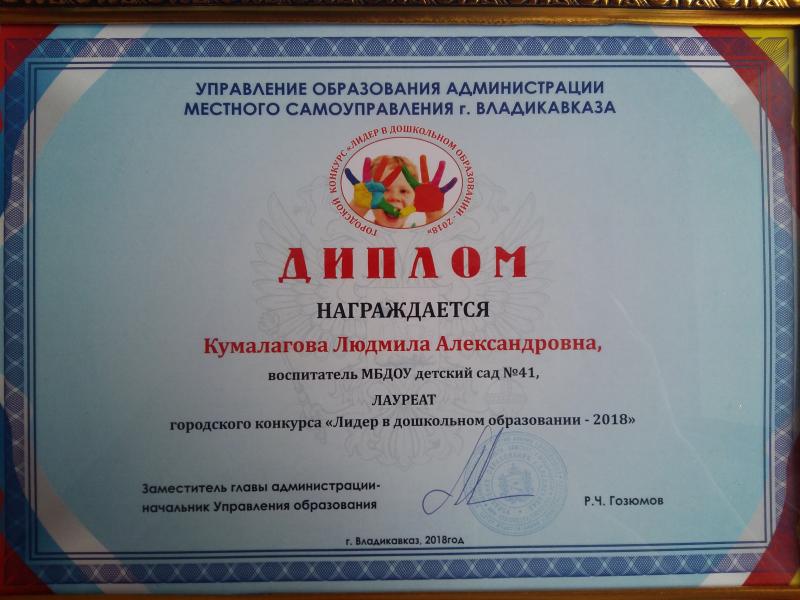 УПРАВЛЕНИЕ ОБРАЗОВАНИЯ АДМИНИСТРАЦИИ
МЕСТНОГО САМОУПРАВЛЕНИЯ г. ВЛАДИКАВКАЗА
ГОРОДСКОЙ КОНКУРС «ЛИДЕР В ДОШКОЛЬНОМ ОБРАЗОВАНИИ -2018»
ДИПЛОМ
НАГРАЖДАЕТСЯ
Кумалагова Людмила Александровна,
воспитатель МБДОУ детский сад №41,
ЛАУРЕАТ
городского конкурса «Лидер в дошкольном образовании - 2018»
Заместитель главы администрации-
начальник Управления образования
Р.Ч. Гозюмов
г. Владикавказ, 2018год